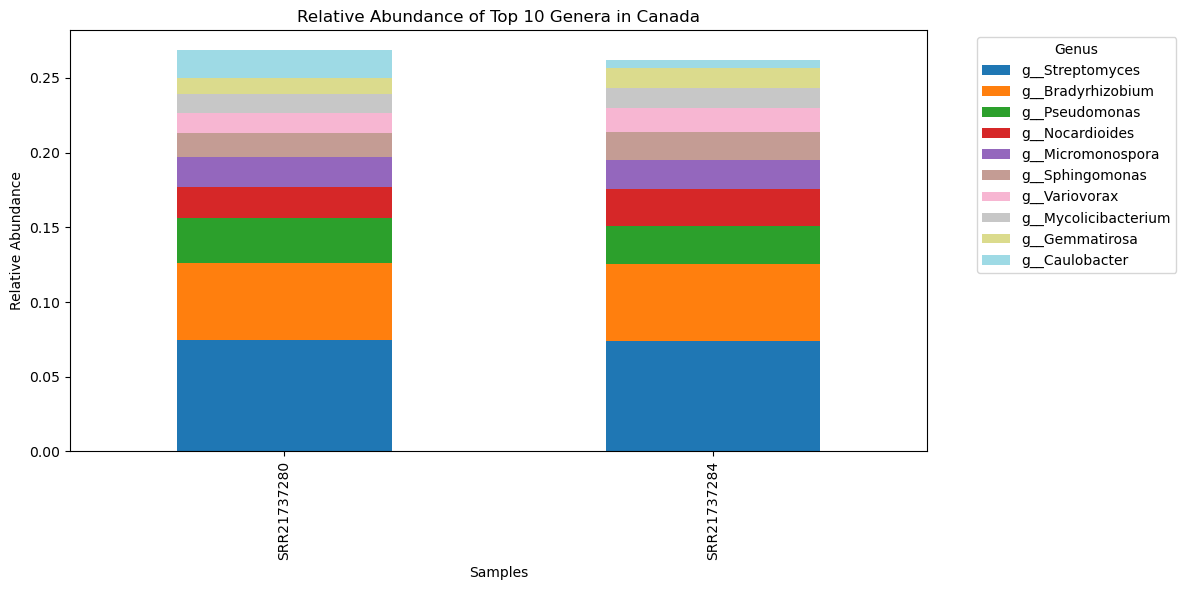 Relative Abundance of Top 10 Genera in Canada
Relative Abundance
0.25
0.20
0.15
0.10
0.05
0.00
SRR21737280
SRR21737284
Samples
Genus
g__Streptomyces
g__Bradyrhizobium
g__Pseudomonas
g__Nocardioides
g__Micromonospora
g__Sphingomonas
g__Variovorax
g__Mycolicibacterium
g__Gemmatirosa
g__Caulobacter